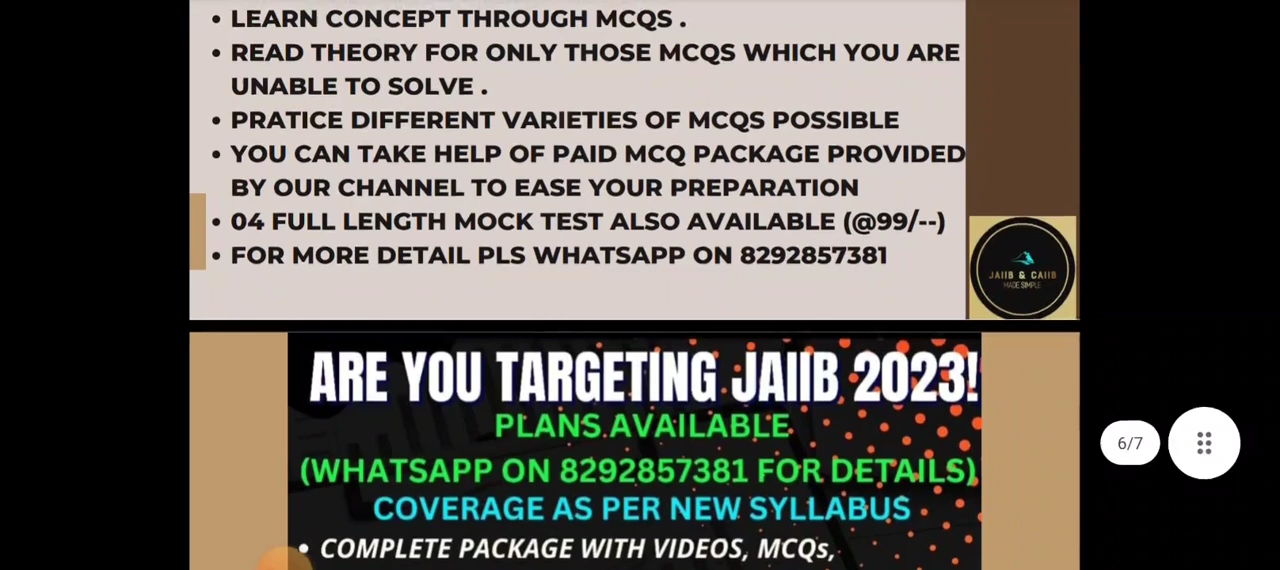 • LEARN CONCEPT THROUGH MCQS .
• READ THEORY FOR ONLY THOSE MCQS WHICH YOU ARE
UNABLE TO SOLVE .
• PRATICE DIFFERENT VARIETIES OF MCQS POSSIBLE
• YOU CAN TAKE HELP OF PAID MCQ PACKAGE PROVIDED
BY OUR CHANNEL TO EASE YOUR PREPARATION
• 04 FULL LENGTH MOCK TEST ALSO AVAILABLE (@99/--)
• FOR MORE DETAIL PLS WHATSAPP ON 8292857381
JAIIB & CAIIB
MADE SIMPLE
ARE YOU TARGETING JAIIB 2023!
PLANS AVAILABLE
(WHATSAPP ON 8292857381 FOR DETAILS)
COVERAGE AS PER NEW SYLLABUS
• COMPLETE PACKAGE WITH VIDEOS, MCQs,
6/7